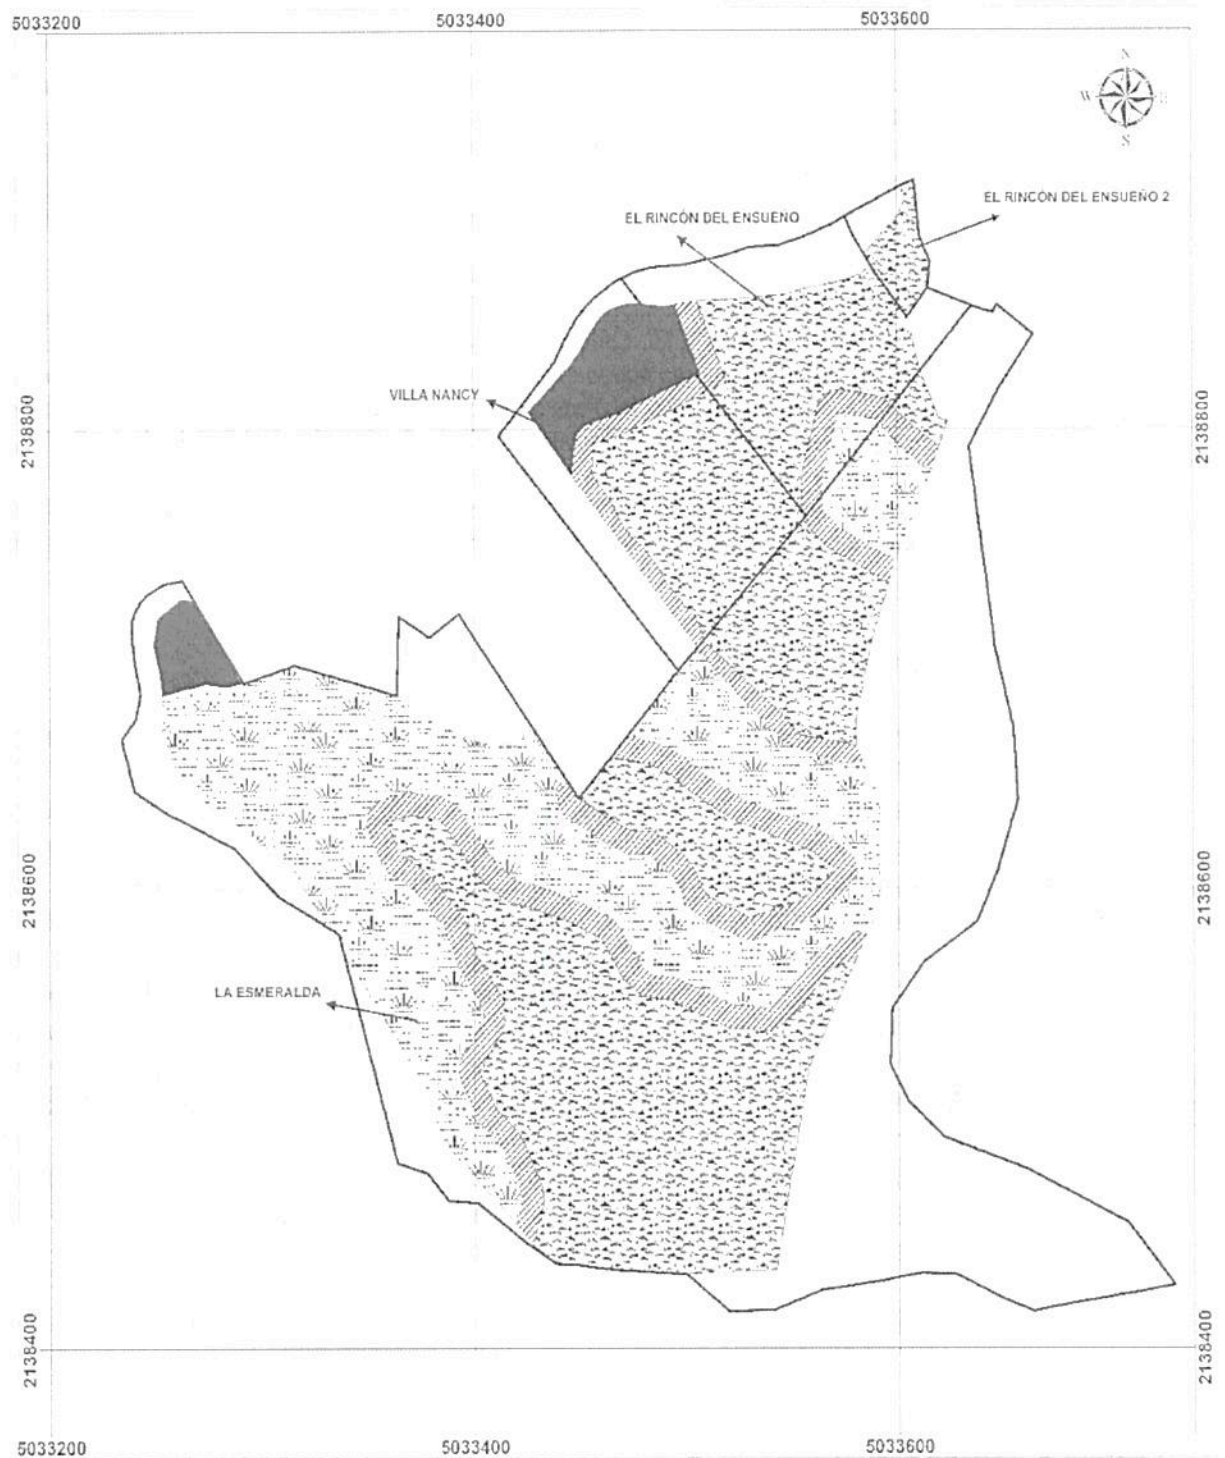 5033200 5033400 5033600
N
W E
S
EL RINCÓN DEL ENSUEÑO 2
EL RINCÓN DEL ENSUEÑO
VILLA NANCY
2138800 2138800
2138600 2138600
LA ESMERALDA
2138400 2138400
5033200 5033400 5033600